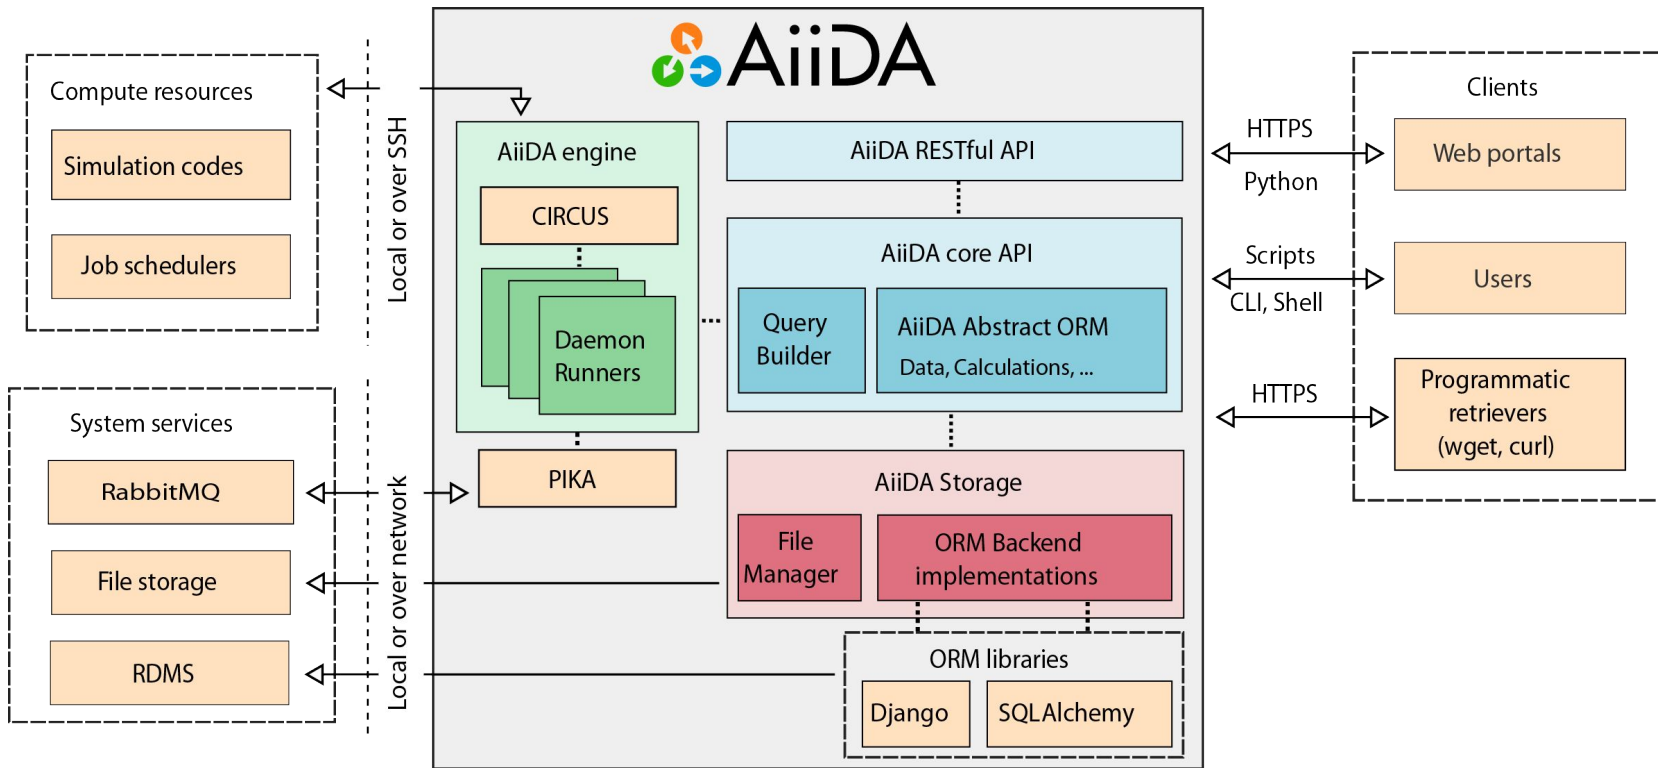 AiiDA
Compute resources
Simulation codes
Job schedulers
Local or over SSH
System services
RabbitMQ
File storage
RDMS
Local or over network
AiiDA engine
CIRCUS
Daemon
Runners
PIKA
AiiDA RESTful API
AiiDA core API
Query
Builder
AiiDA Abstract ORM
Data, Calculations, ...
AiiDA Storage
File
Manager
ORM Backend
implementations
ORM libraries
Django
SQLAlchemy
HTTPS
Python
Scripts
CLI, Shell
HTTPS
Clients
Web portals
Users
Programmatic
retrievers
(wget, curl)